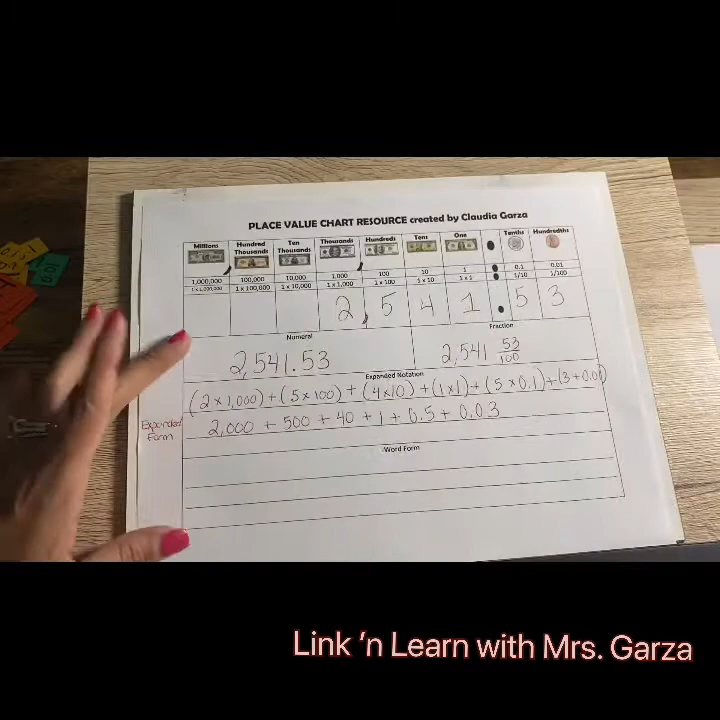 PLACE VALUE CHART RESOURCE created by Claudia Garza
Millions Hundred Thousands Ten Thousands Thousands Hundreds Tens One Tenths Hundredths
1,000,000 100,000 10,000 1,000 100 10 1 0.1 0.01
1 x 1,000,000 1 x 100,000 1 x 10,000 1 x 1,000 1 x 100 1 x 10 1 x 1 1/10 1/100
2,541.53
Numeral Fraction
2,541.53 2,541 53/100
Expanded Notation
(2 x 1,000) + (5 x 100) + (4 x 10) + (1 x 1) + (5 x 0.1) + (3 + 0.01)
Expanded Form
2,000 + 500 + 40 + 1 + 0.5 + 0.03
Word Form
Link 'n Learn with Mrs. Garza